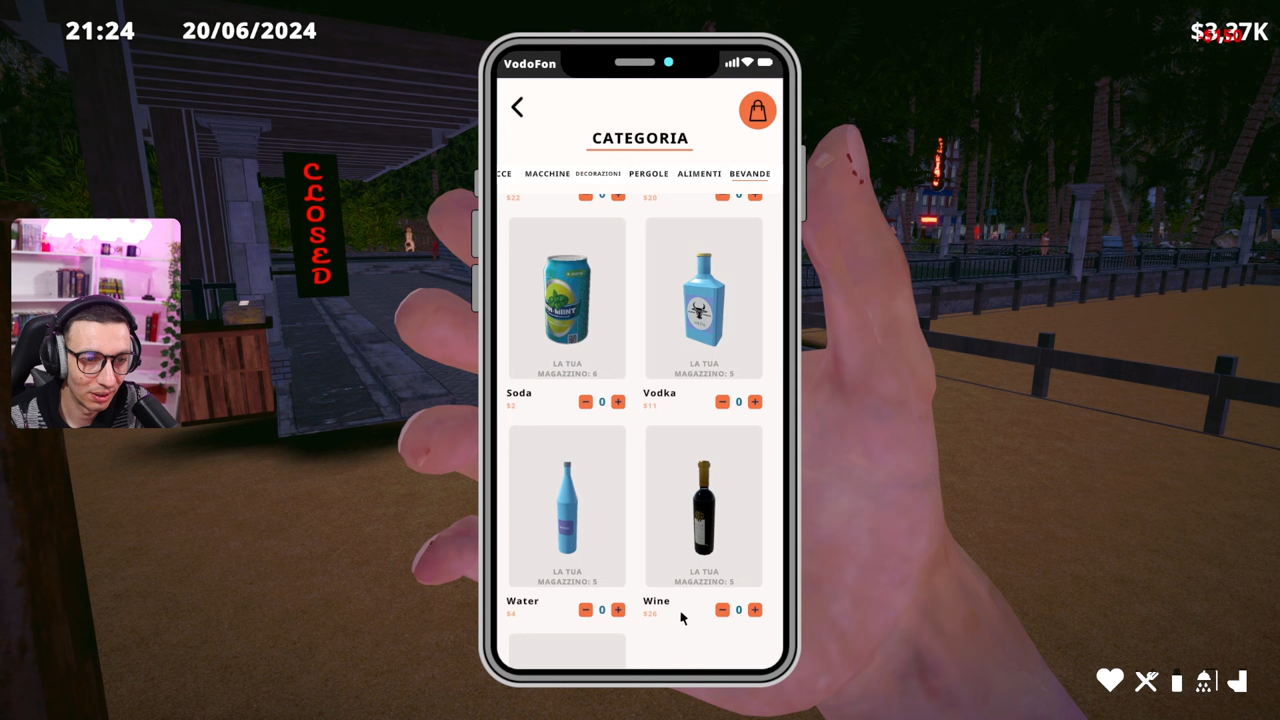 21:24 20/06/2024
$3,37K
-$150
VodoFon
CATEGORIA
CCE MACCHINE DECORAZIONI PERGOLE ALIMENTI BEVANDE
$22 0 $20 0
CLOSED
LA TUA
MAGAZZINO: 6
LA TUA
MAGAZZINO: 5
Soda
$2
− 0 +
Vodka
$11
− 0 +
LA TUA
MAGAZZINO: 5
LA TUA
MAGAZZINO: 5
Water
$4
− 0 +
Wine
$26
− 0 +